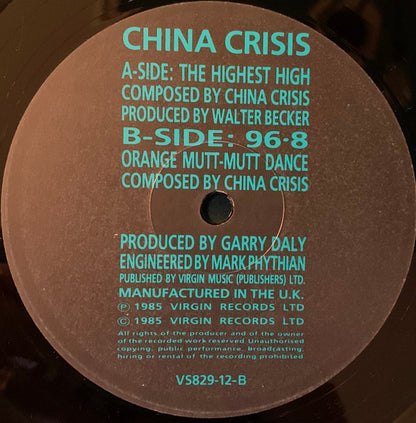 CHINA CRISIS
A-SIDE: THE HIGHEST HIGH
COMPOSED BY CHINA CRISIS
PRODUCED BY WALTER BECKER
B-SIDE: 96·8
ORANGE MUTT-MUTT DANCE
COMPOSED BY CHINA CRISIS
PRODUCED BY GARRY DALY
ENGINEERED BY MARK PHYTHIAN
PUBLISHED BY VIRGIN MUSIC (PUBLISHERS) LTD.
MANUFACTURED IN THE U.K.
℗ 1985 VIRGIN RECORDS LTD
© 1985 VIRGIN RECORDS LTD
All rights of the producer and of the owner
of the recorded work reserved Unauthorised
copying, public performance, broadcasting,
hiring or rental of the recording prohibited
VS829-12-B